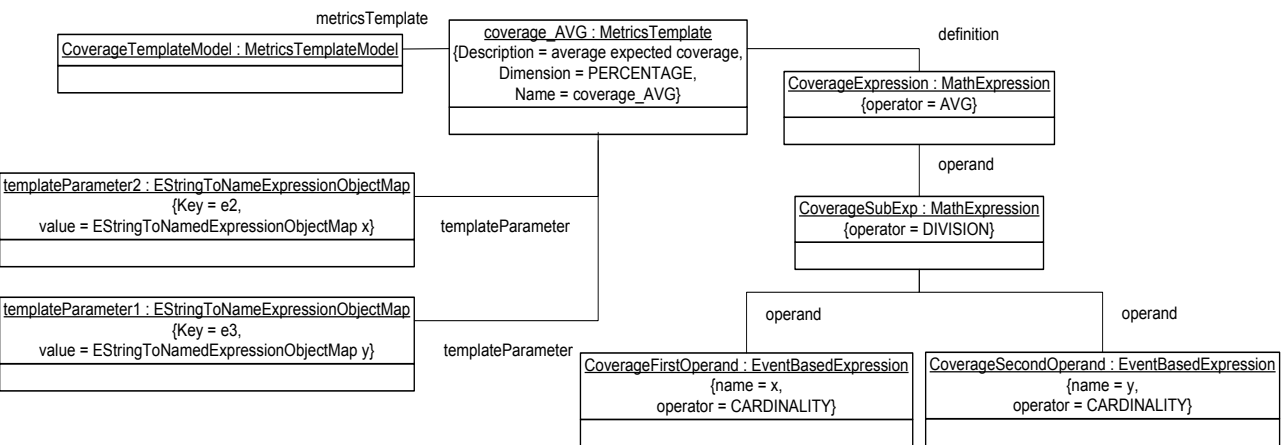 metricsTemplate
CoverageTemplateModel : MetricsTemplateModel
coverage_AVG : MetricsTemplate
{Description = average expected coverage,
Dimension = PERCENTAGE,
Name = coverage_AVG}
definition
CoverageExpression : MathExpression
{operator = AVG}
operand
CoverageSubExp : MathExpression
{operator = DIVISION}
templateParameter2 : EStringToNameExpressionObjectMap
{Key = e2,
value = EStringToNamedExpressionObjectMap x}
templateParameter
templateParameter1 : EStringToNameExpressionObjectMap
{Key = e3,
value = EStringToNamedExpressionObjectMap y}
templateParameter
operand
operand
CoverageFirstOperand : EventBasedExpression
{name = x,
operator = CARDINALITY}
CoverageSecondOperand : EventBasedExpression
{name = y,
operator = CARDINALITY}